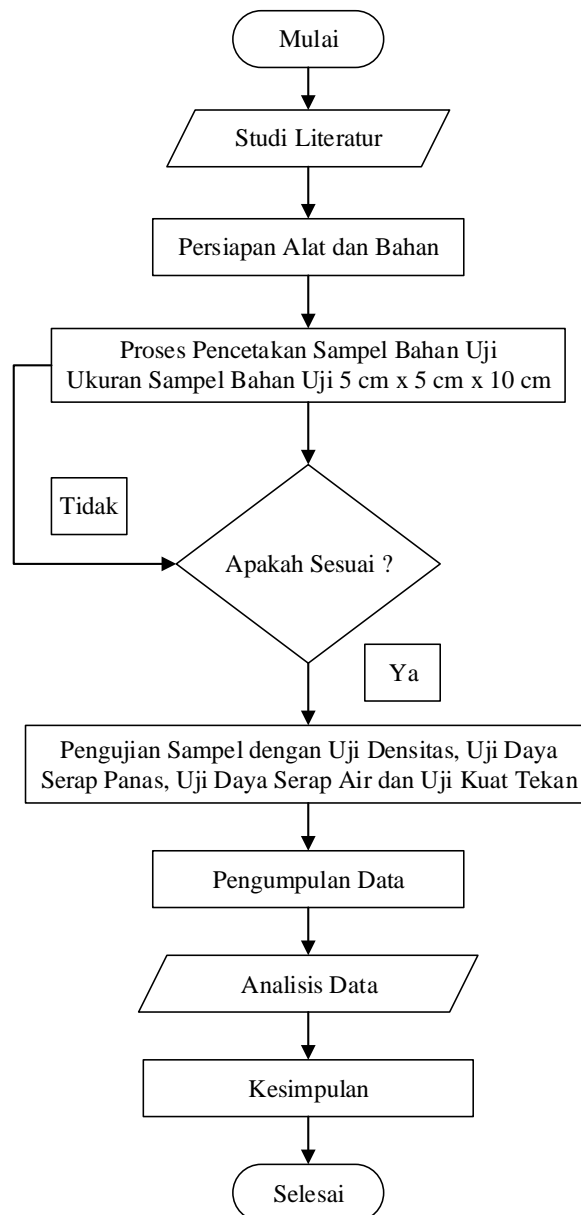 Mulai
Studi Literatur
Persiapan Alat dan Bahan
Proses Pencetakan Sampel Bahan Uji
Ukuran Sampel Bahan Uji 5 cm x 5 cm x 10 cm
Tidak
Apakah Sesuai ?
Ya
Pengujian Sampel dengan Uji Densitas, Uji Daya
Serap Panas, Uji Daya Serap Air dan Uji Kuat Tekan
Pengumpulan Data
Analisis Data
Kesimpulan
Selesai